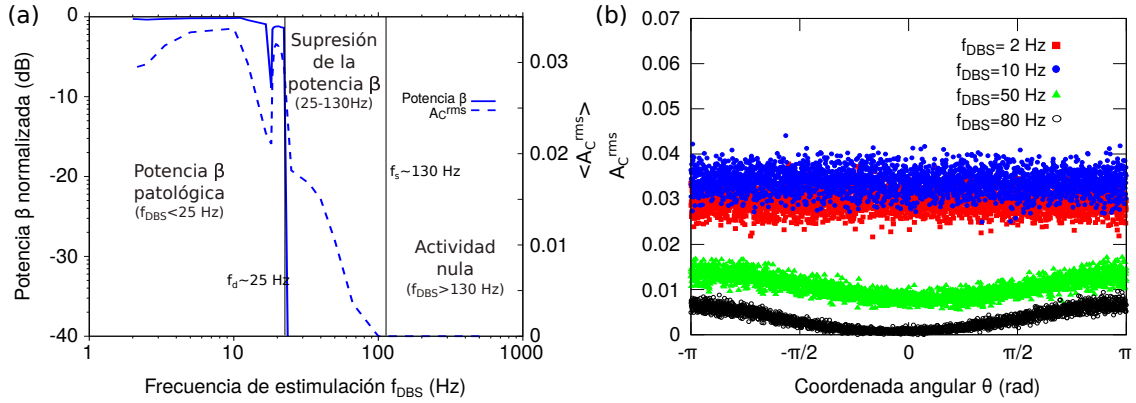 (a)
0
-10
-20
-30
-40
Potencia β normalizada (dB)
Supresión
de la
potencia β
(25-130Hz)
Potencia β
A_C^rms
Potencia β
patológica
(f_DBS<25 Hz)
f_s~130 Hz
f_d~25 Hz
Actividad
nula
(f_DBS>130 Hz)
0.03
0.02
0.01
0
<A_C^rms>
1
10
100
1000
Frecuencia de estimulación f_DBS (Hz)
(b)
0.07
0.06
0.05
0.04
0.03
0.02
0.01
0
A_C^rms
f_DBS= 2 Hz
f_DBS=10 Hz
f_DBS=50 Hz
f_DBS=80 Hz
-π
-π/2
0
π/2
π
Coordenada angular θ (rad)